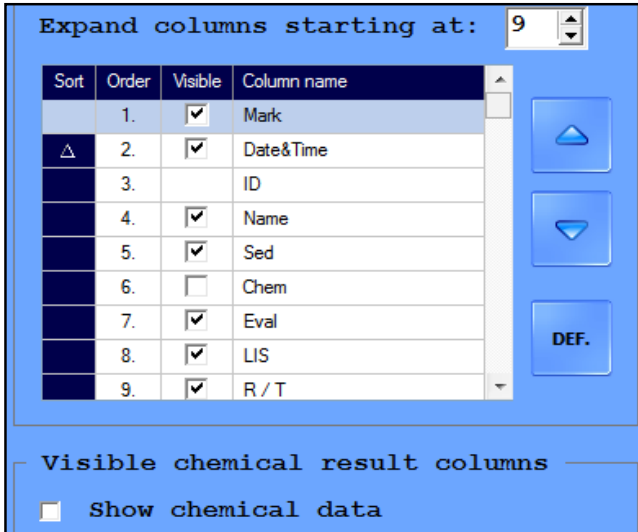 Expand columns starting at: 9
Sort Order Visible Column name
1. Mark
△ 2. Date&Time
3. ID
4. Name
5. Sed
6. Chem
7. Eval
8. LIS
DEF.
9. R / T
Visible chemical result columns
Show chemical data